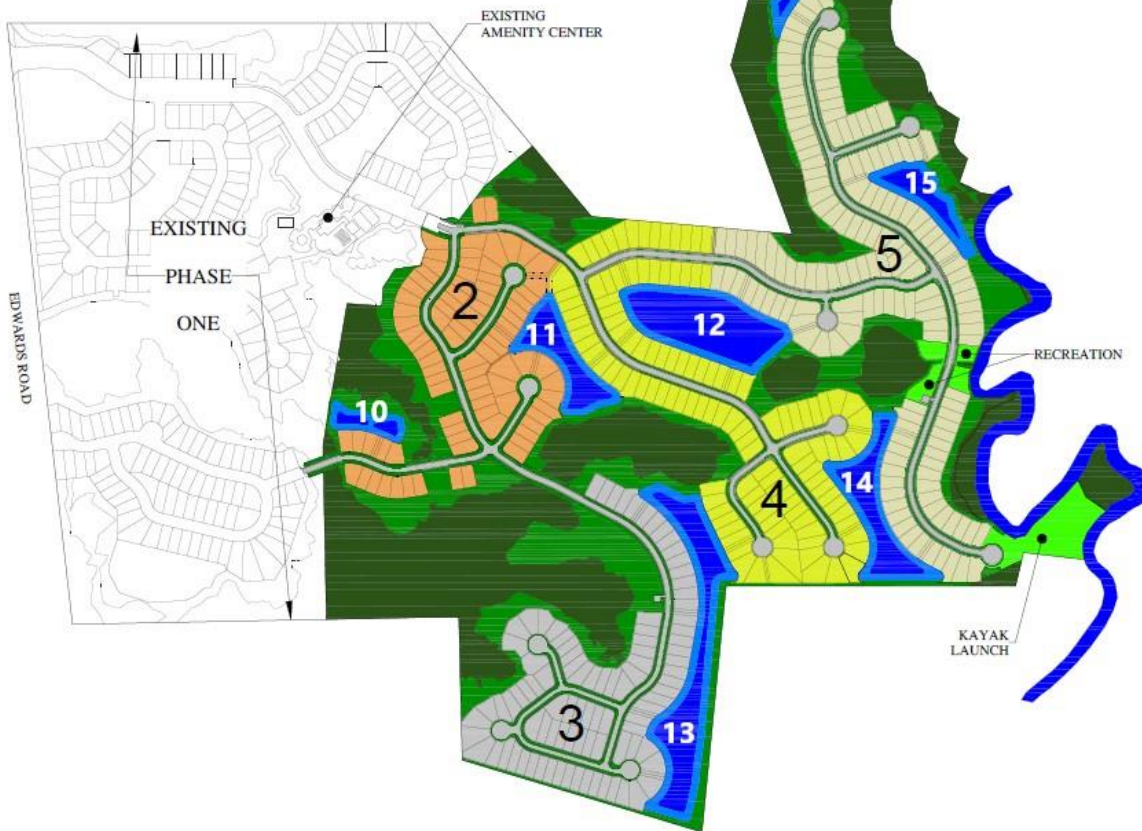 EXISTING
AMENITY CENTER
15
EXISTING
PHASE
ONE
5
2
11
12
EDWARDS ROAD
RECREATION
10
14
4
KAYAK
LAUNCH
3
13